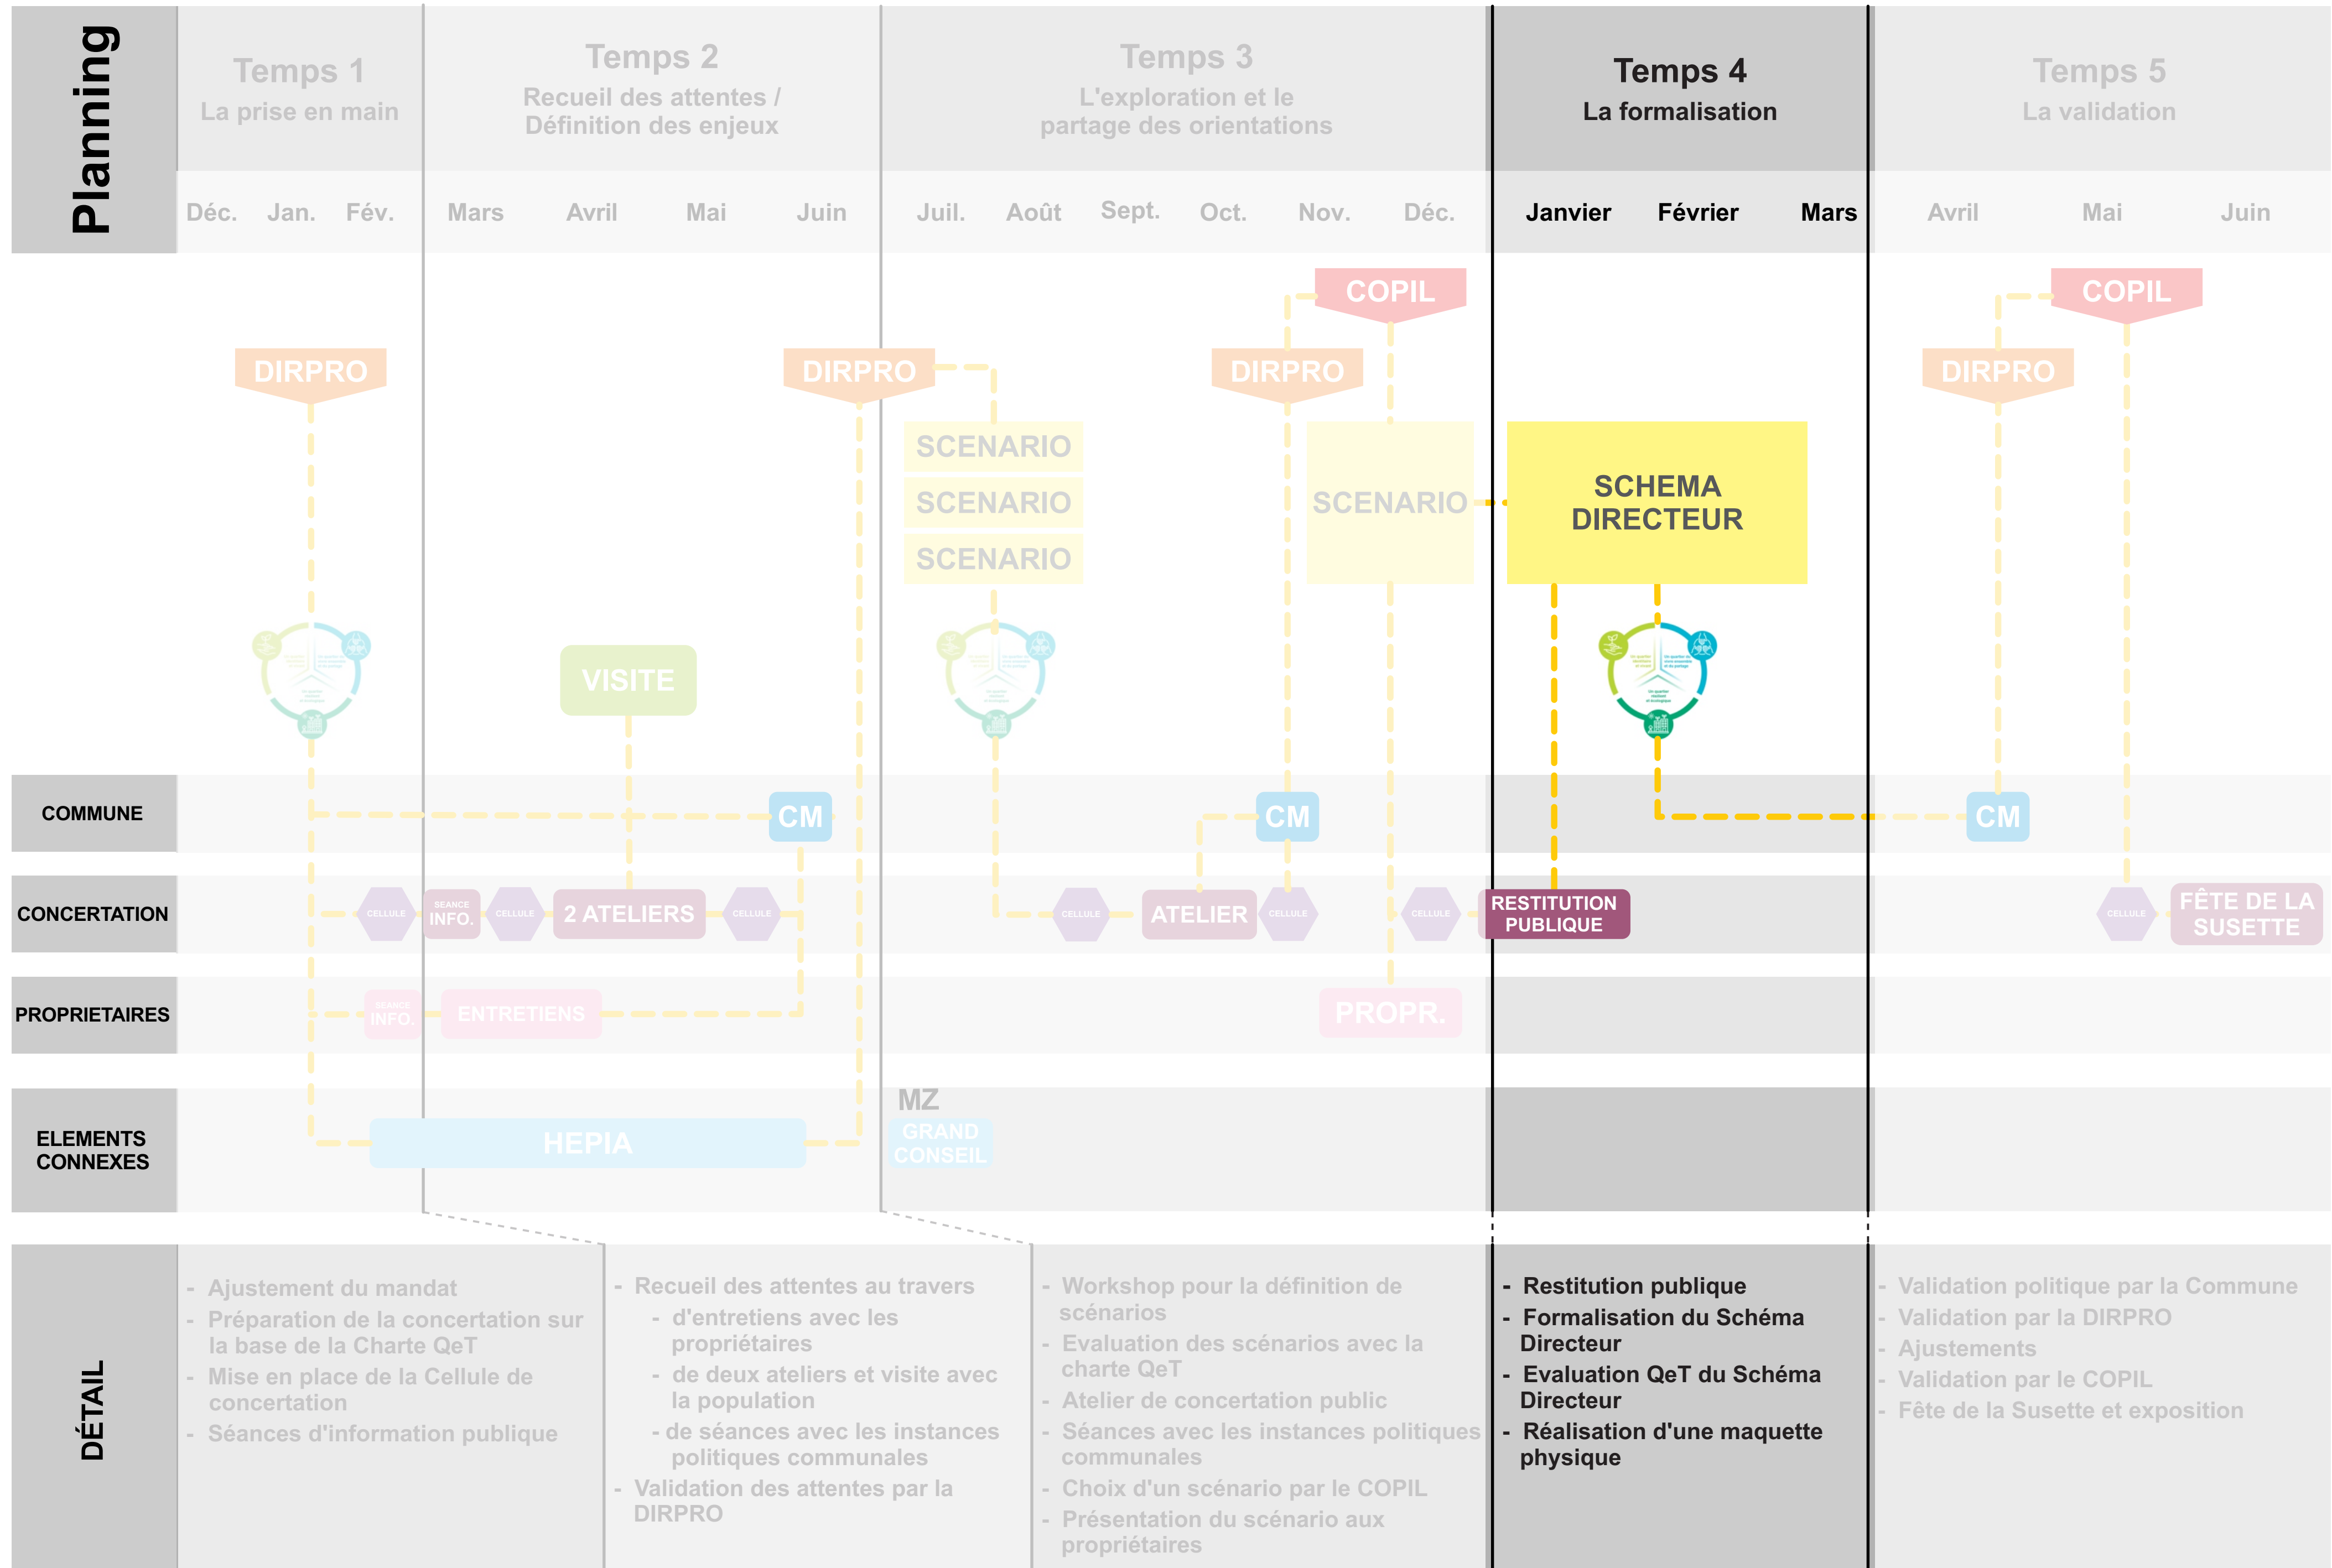 Planning
Temps 1
La prise en main
Temps 2
Recueil des attentes /
Définition des enjeux
Temps 3
L'exploration et le
partage des orientations
Temps 4
La formalisation
Temps 5
La validation
Déc. Jan. Fév. Mars Avril Mai Juin Juil. Août Sept. Oct. Nov. Déc. Janvier Février Mars Avril Mai Juin
COPIL
COPIL
DIRPRO
DIRPRO
DIRPRO
DIRPRO
SCENARIO
SCENARIO
SCENARIO
SCENARIO
SCHEMA
DIRECTEUR
VISITE
COMMUNE
CM
CM
CM
CONCERTATION
CELLULE
SEANCE
INFO.
CELLULE
2 ATELIERS
CELLULE
CELLULE
ATELIER
CELLULE
CELLULE
RESTITUTION
PUBLIQUE
CELLULE
FÊTE DE LA
SUSETTE
PROPRIETAIRES
SEANCE
INFO.
ENTRETIENS
PROPR.
ELEMENTS
CONNEXES
HEPIA
MZ
GRAND
CONSEIL
DÉTAIL
- Ajustement du mandat
- Préparation de la concertation sur
la base de la Charte QeT
- Mise en place de la Cellule de
concertation
- Séances d'information publique
- Recueil des attentes au travers
- d'entretiens avec les
propriétaires
- de deux ateliers et visite avec
la population
- de séances avec les instances
politiques communales
- Validation des attentes par la
DIRPRO
- Workshop pour la définition de
scénarios
- Evaluation des scénarios avec la
charte QeT
- Atelier de concertation public
- Séances avec les instances politiques
communales
- Choix d'un scénario par le COPIL
- Présentation du scénario aux
propriétaires
- Restitution publique
- Formalisation du Schéma
Directeur
- Evaluation QeT du Schéma
Directeur
- Réalisation d'une maquette
physique
- Validation politique par la Commune
- Validation par la DIRPRO
- Ajustements
- Validation par le COPIL
- Fête de la Susette et exposition